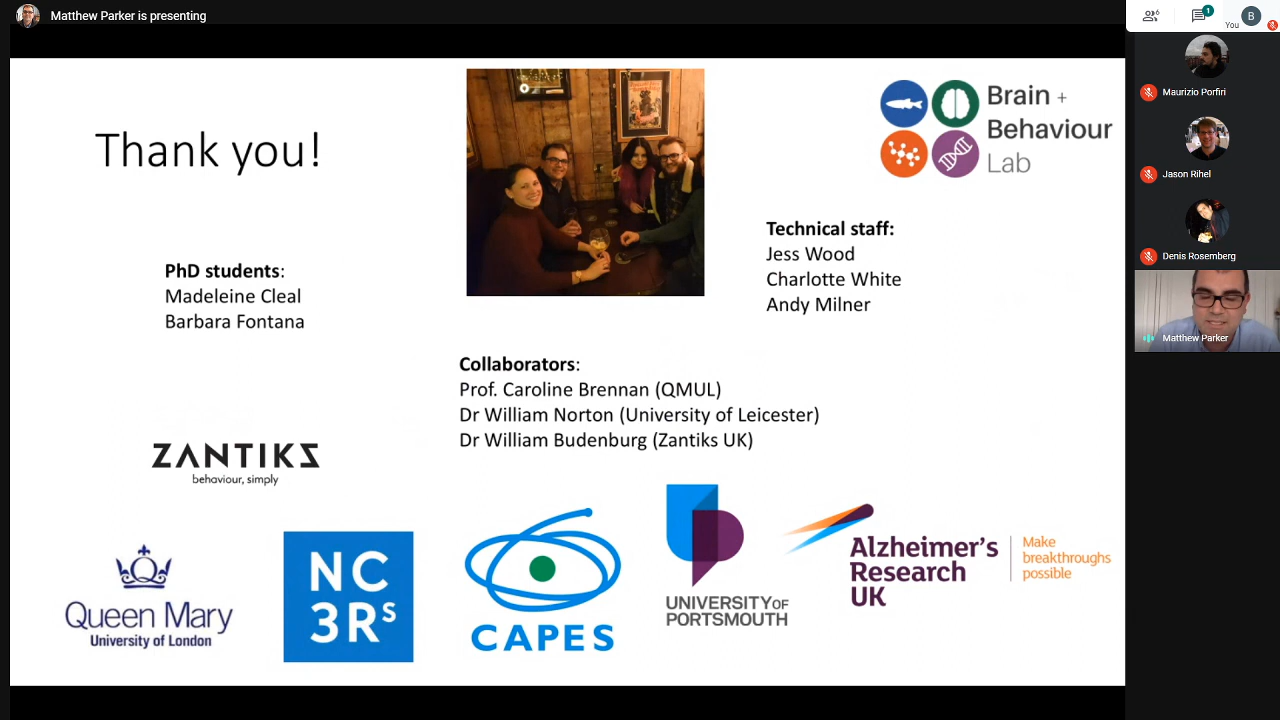 Matthew Parker is presenting
6
1
You
B
Maurizio Porfiri
Jason Rihel
Denis Rosemberg
Matthew Parker
Thank you!
Brain +
Behaviour
Lab
PhD students:
Madeleine Cleal
Barbara Fontana
Technical staff:
Jess Wood
Charlotte White
Andy Milner
Collaborators:
Prof. Caroline Brennan (QMUL)
Dr William Norton (University of Leicester)
Dr William Budenburg (Zantiks UK)
ZANTIKS
behaviour, simply
Queen Mary
University of London
NC
3Rs
CAPES
UNIVERSITY OF
PORTSMOUTH
Alzheimer's
Research
UK
Make
breakthroughs
possible